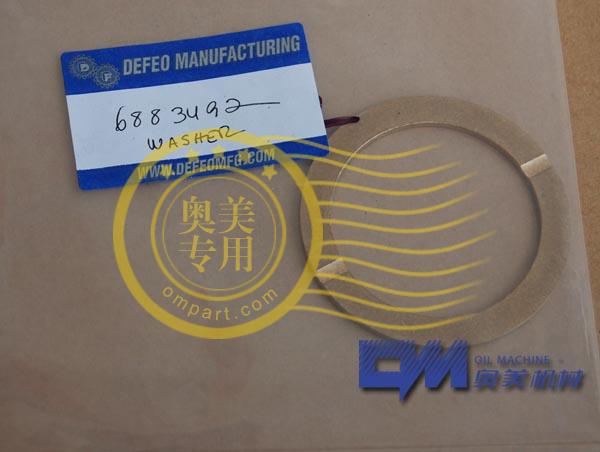 DEFEO MANUFACTURING
D
F
6883492
WASHER
WWW.DEFEOMFG.COM
奥美
专用
ompart.com
OIL MACHINE
奥美机械